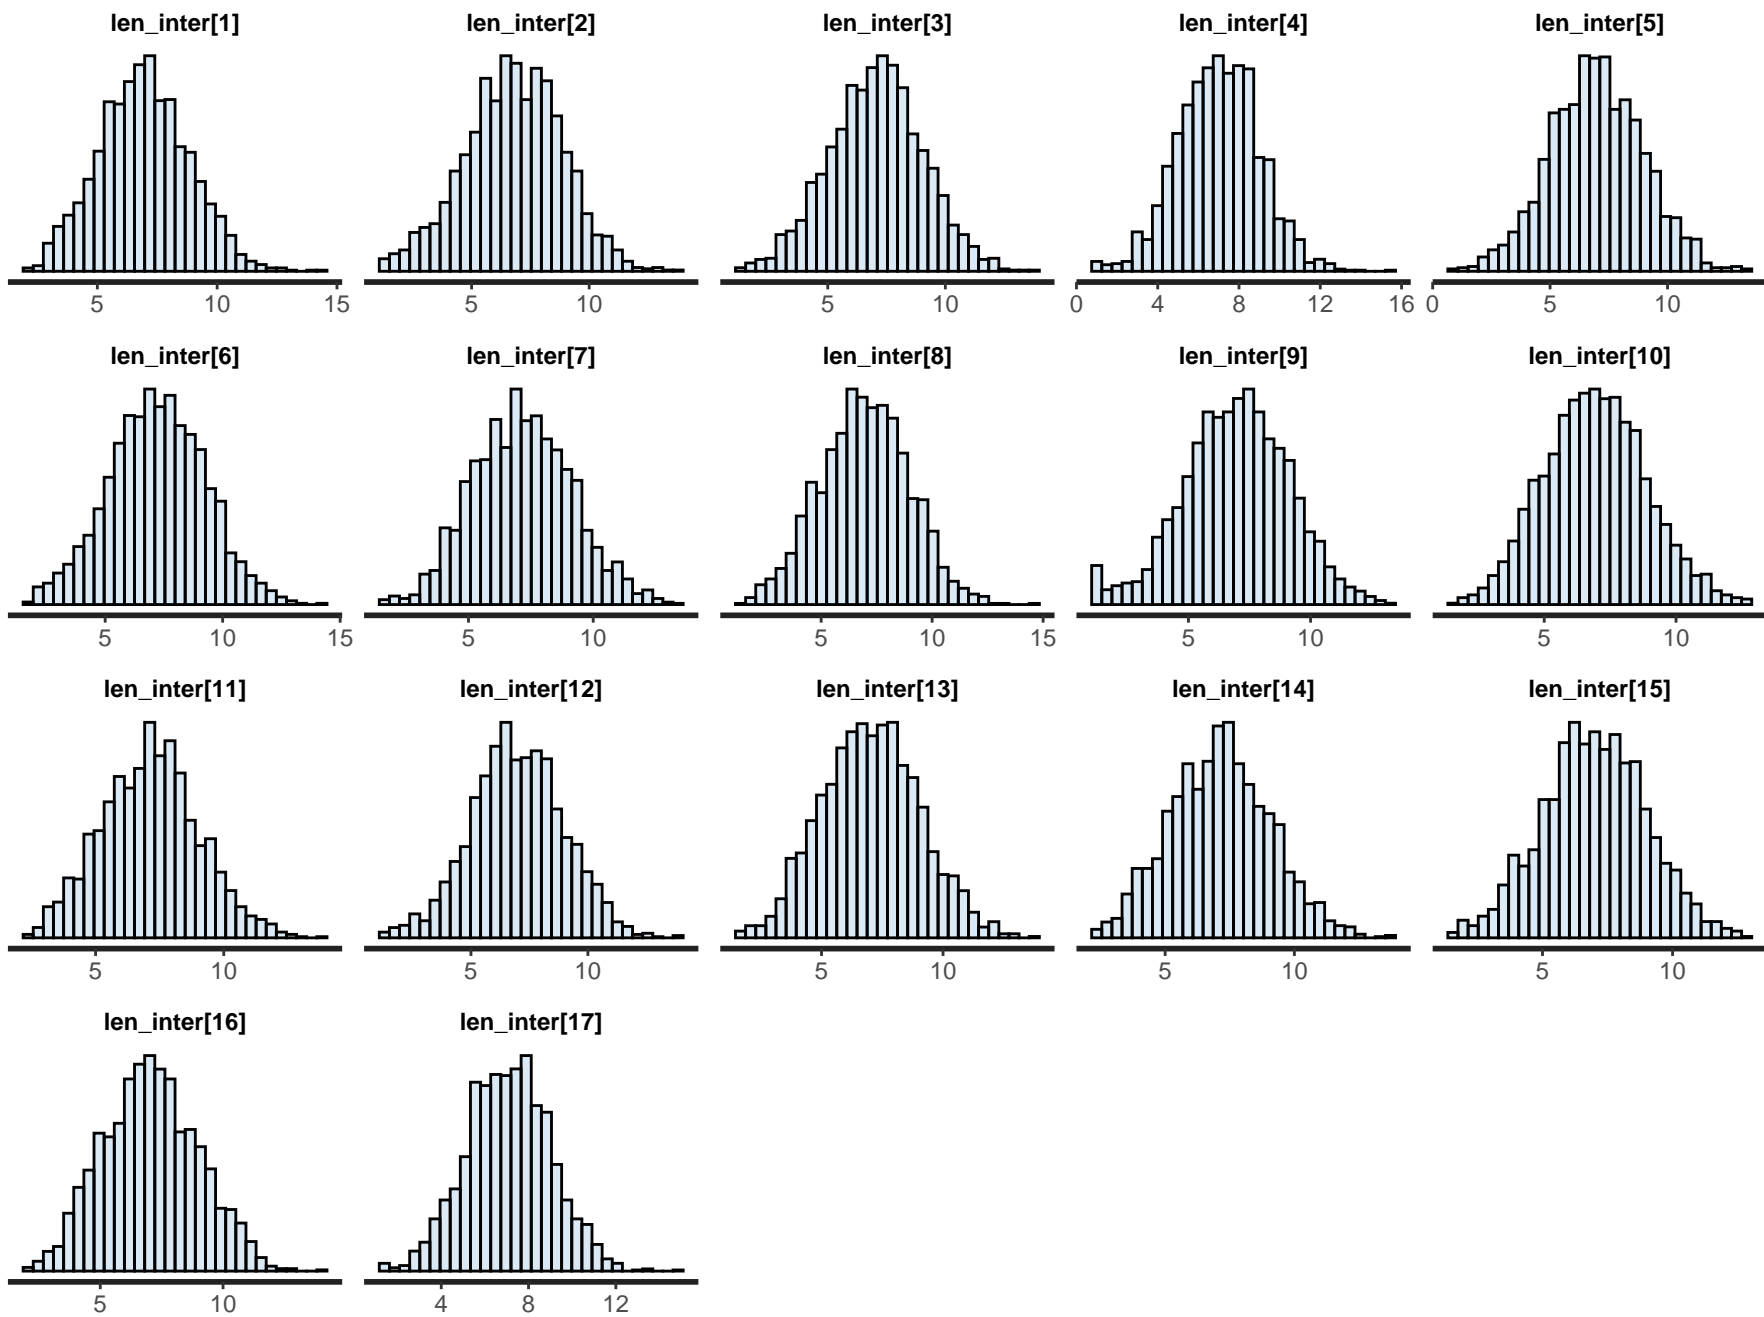 len_inter[1] len_inter[2] len_inter[3] len_inter[4] len_inter[5]
5 10 15 5 10 5 10 0 4 8 12 16 0 5 10
len_inter[6] len_inter[7] len_inter[8] len_inter[9] len_inter[10]
5 10 15 5 10 5 10 15 5 10 5 10
len_inter[11] len_inter[12] len_inter[13] len_inter[14] len_inter[15]
5 10 5 10 5 10 5 10 5 10
len_inter[16] len_inter[17]
5 10 4 8 12